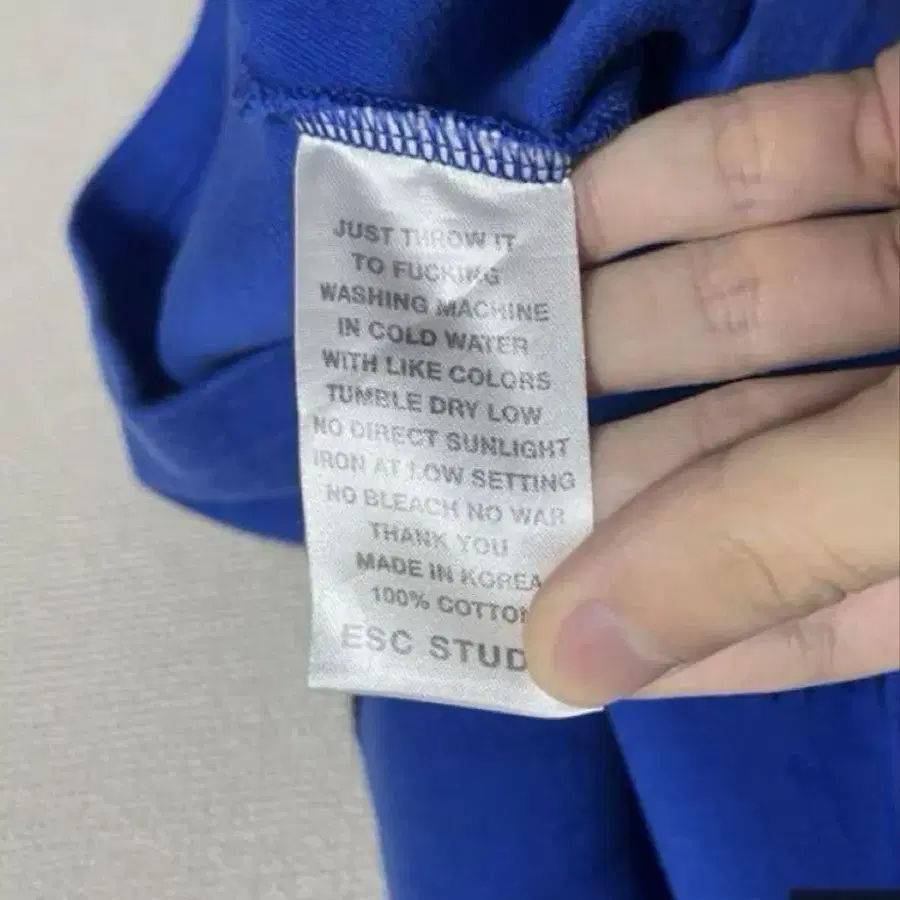 JUST THROW IT
TO FUCKING
WASHING MACHINE
IN COLD WATER
WITH LIKE COLORS
TUMBLE DRY LOW
NO DIRECT SUNLIGHT
IRON AT LOW SETTING
NO BLEACH NO WAR
THANK YOU
MADE IN KOREA
100% COTTON
ESC STUD